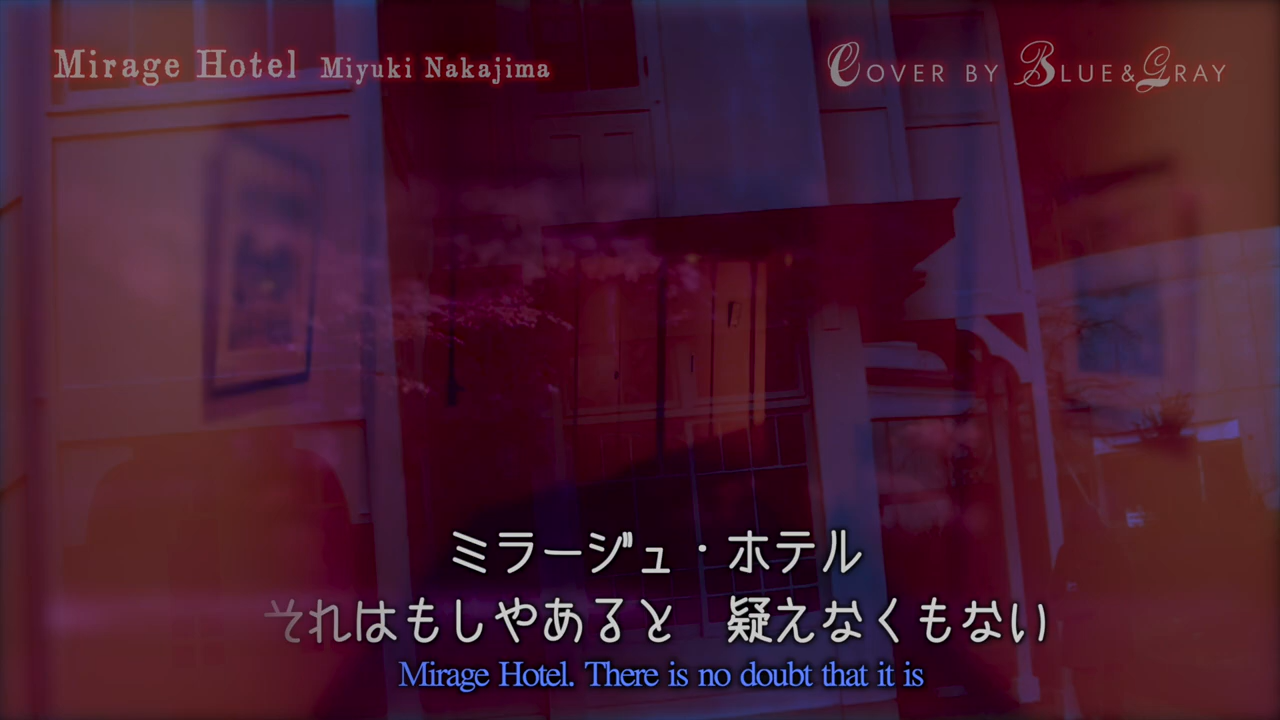 Mirage Hotel Miyuki Nakajima
Cover by Blue&Gray
ミラージュ・ホテル
それはもしやあると 疑えなくもない
Mirage Hotel. There is no doubt that it is